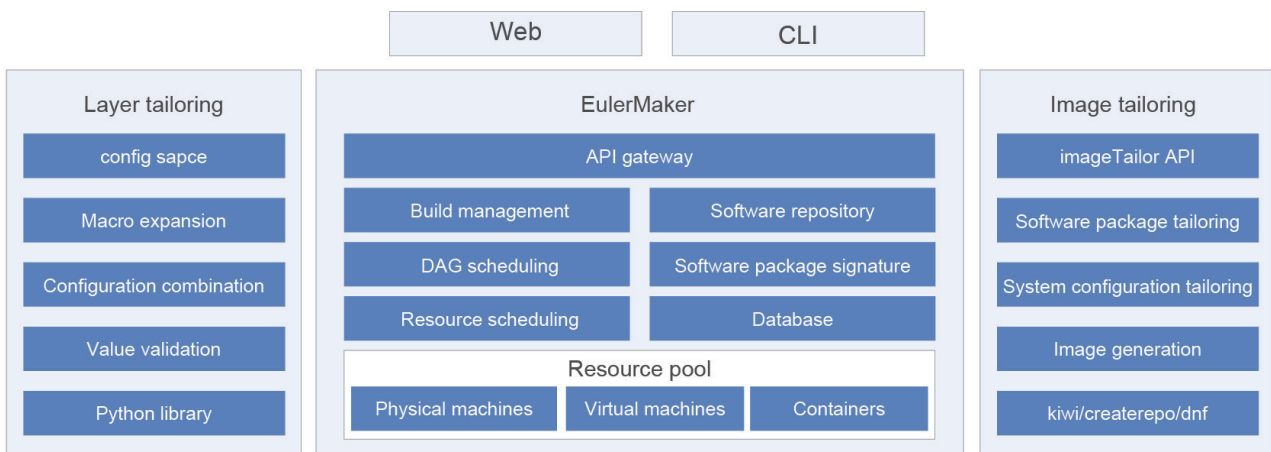 Web
CLI
Layer tailoring
config sapce
Macro expansion
Configuration combination
Value validation
Python library
EulerMaker
API gateway
Build management
Software repository
DAG scheduling
Software package signature
Resource scheduling
Database
Resource pool
Physical machines
Virtual machines
Containers
Image tailoring
imageTailor API
Software package tailoring
System configuration tailoring
Image generation
kiwi/createrepo/dnf